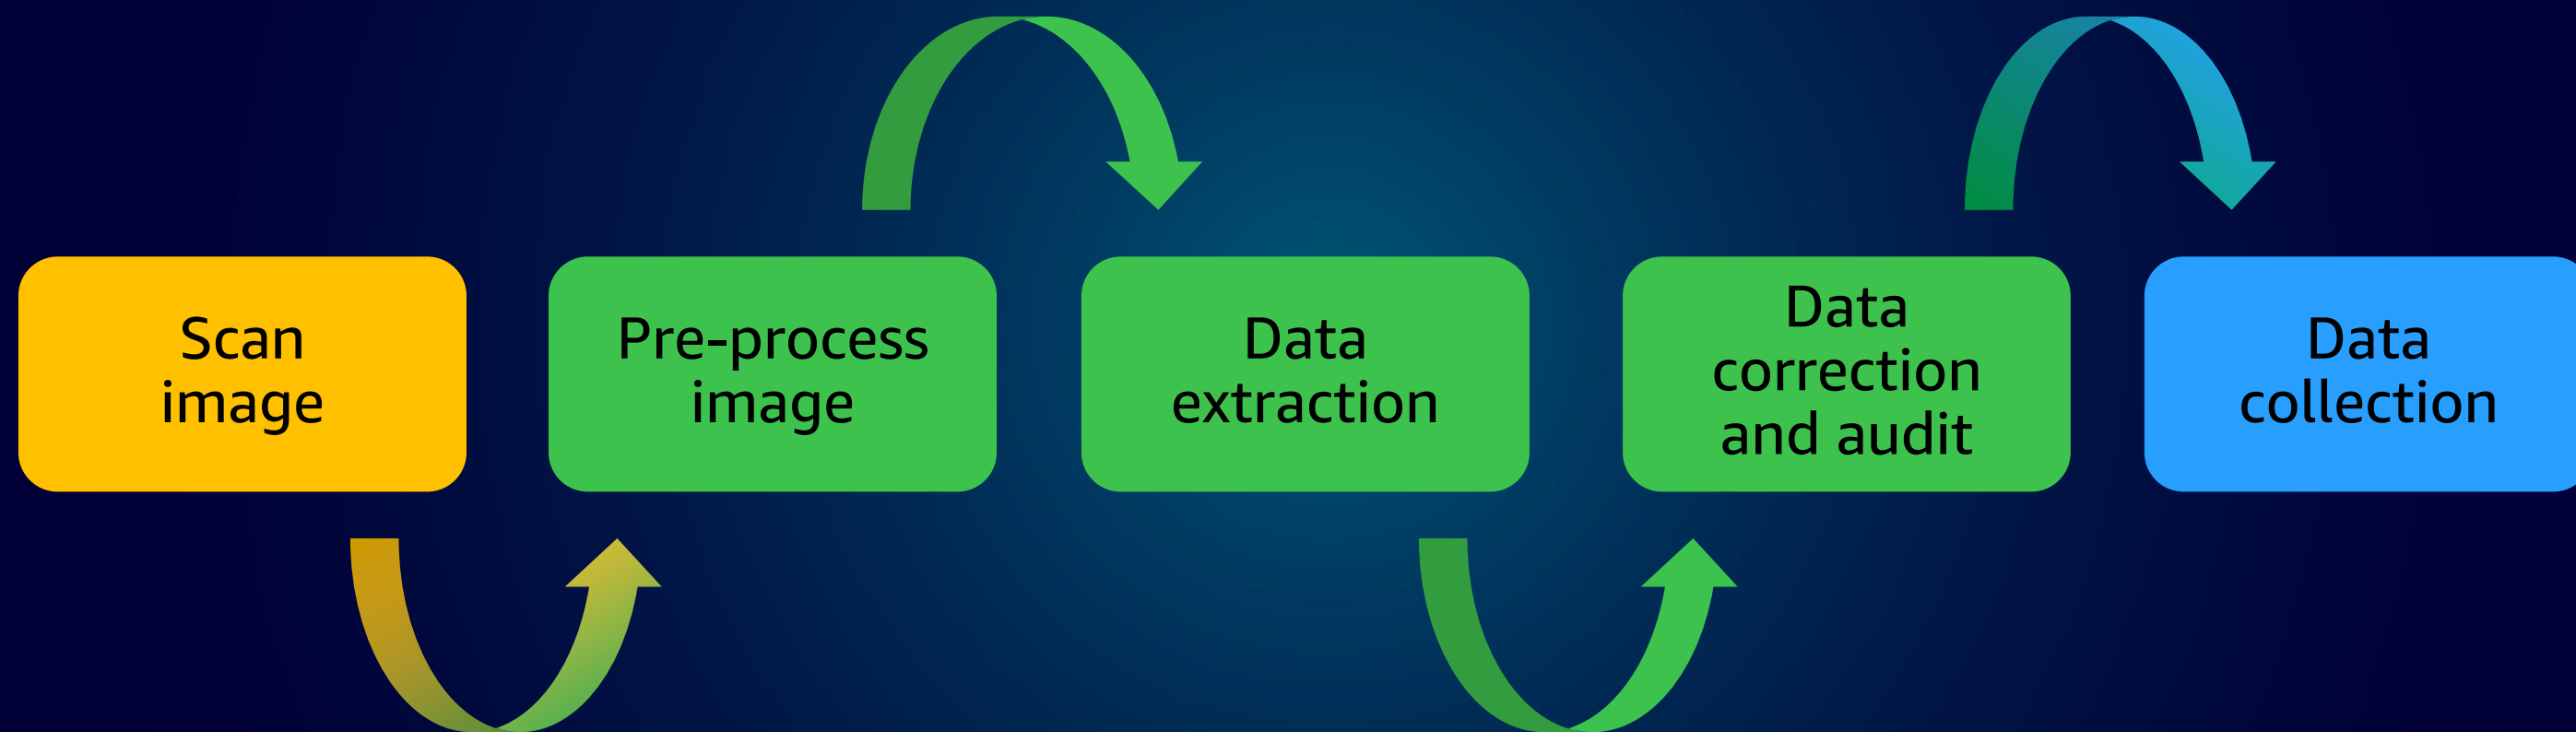 Scan
image
Pre-process
image
Data
extraction
Data
correction
and audit
Data
collection